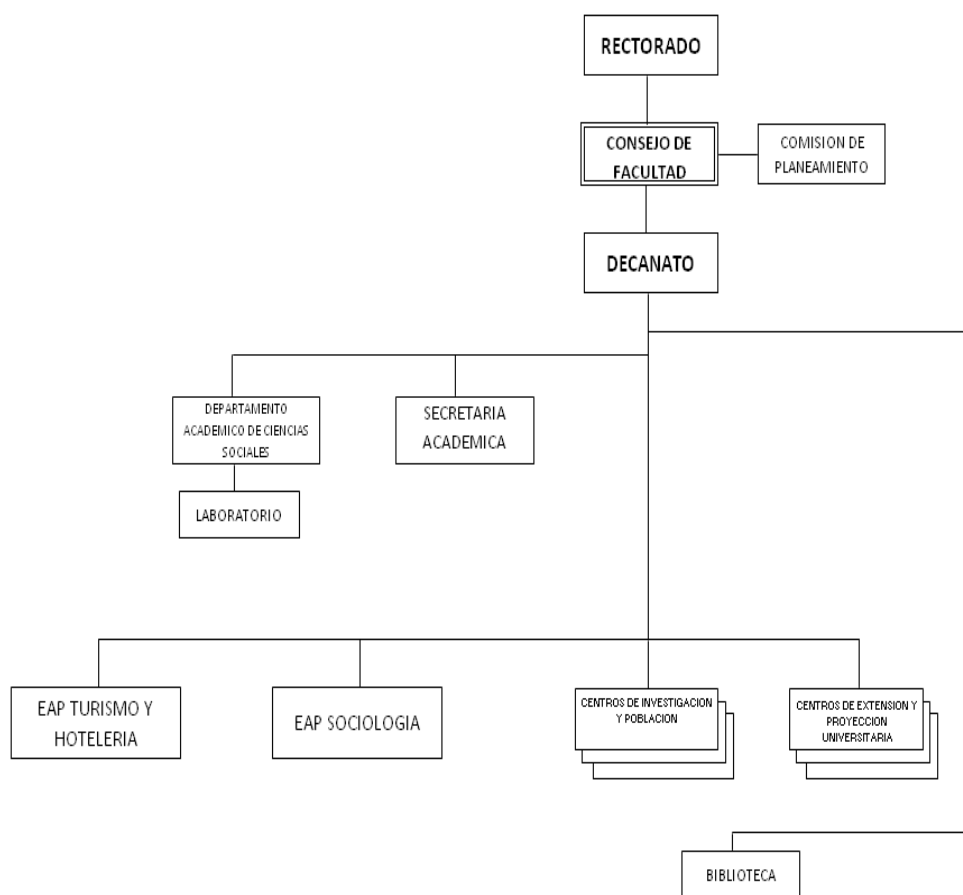 RECTORADO
CONSEJO DE
FACULTAD
COMISION DE
PLANEAMIENTO
DECANATO
DEPARTAMENTO
ACADEMICO DE CIENCIAS
SOCIALES
SECRETARIA
ACADEMICA
LABORATORIO
EAP TURISMO Y
HOTELERIA
EAP SOCIOLOGIA
CENTROS DE INVESTIGACION
Y POBLACION
CENTROS DE EXTENSION Y
PROYECCION
UNIVERSITARIA
BIBLIOTECA